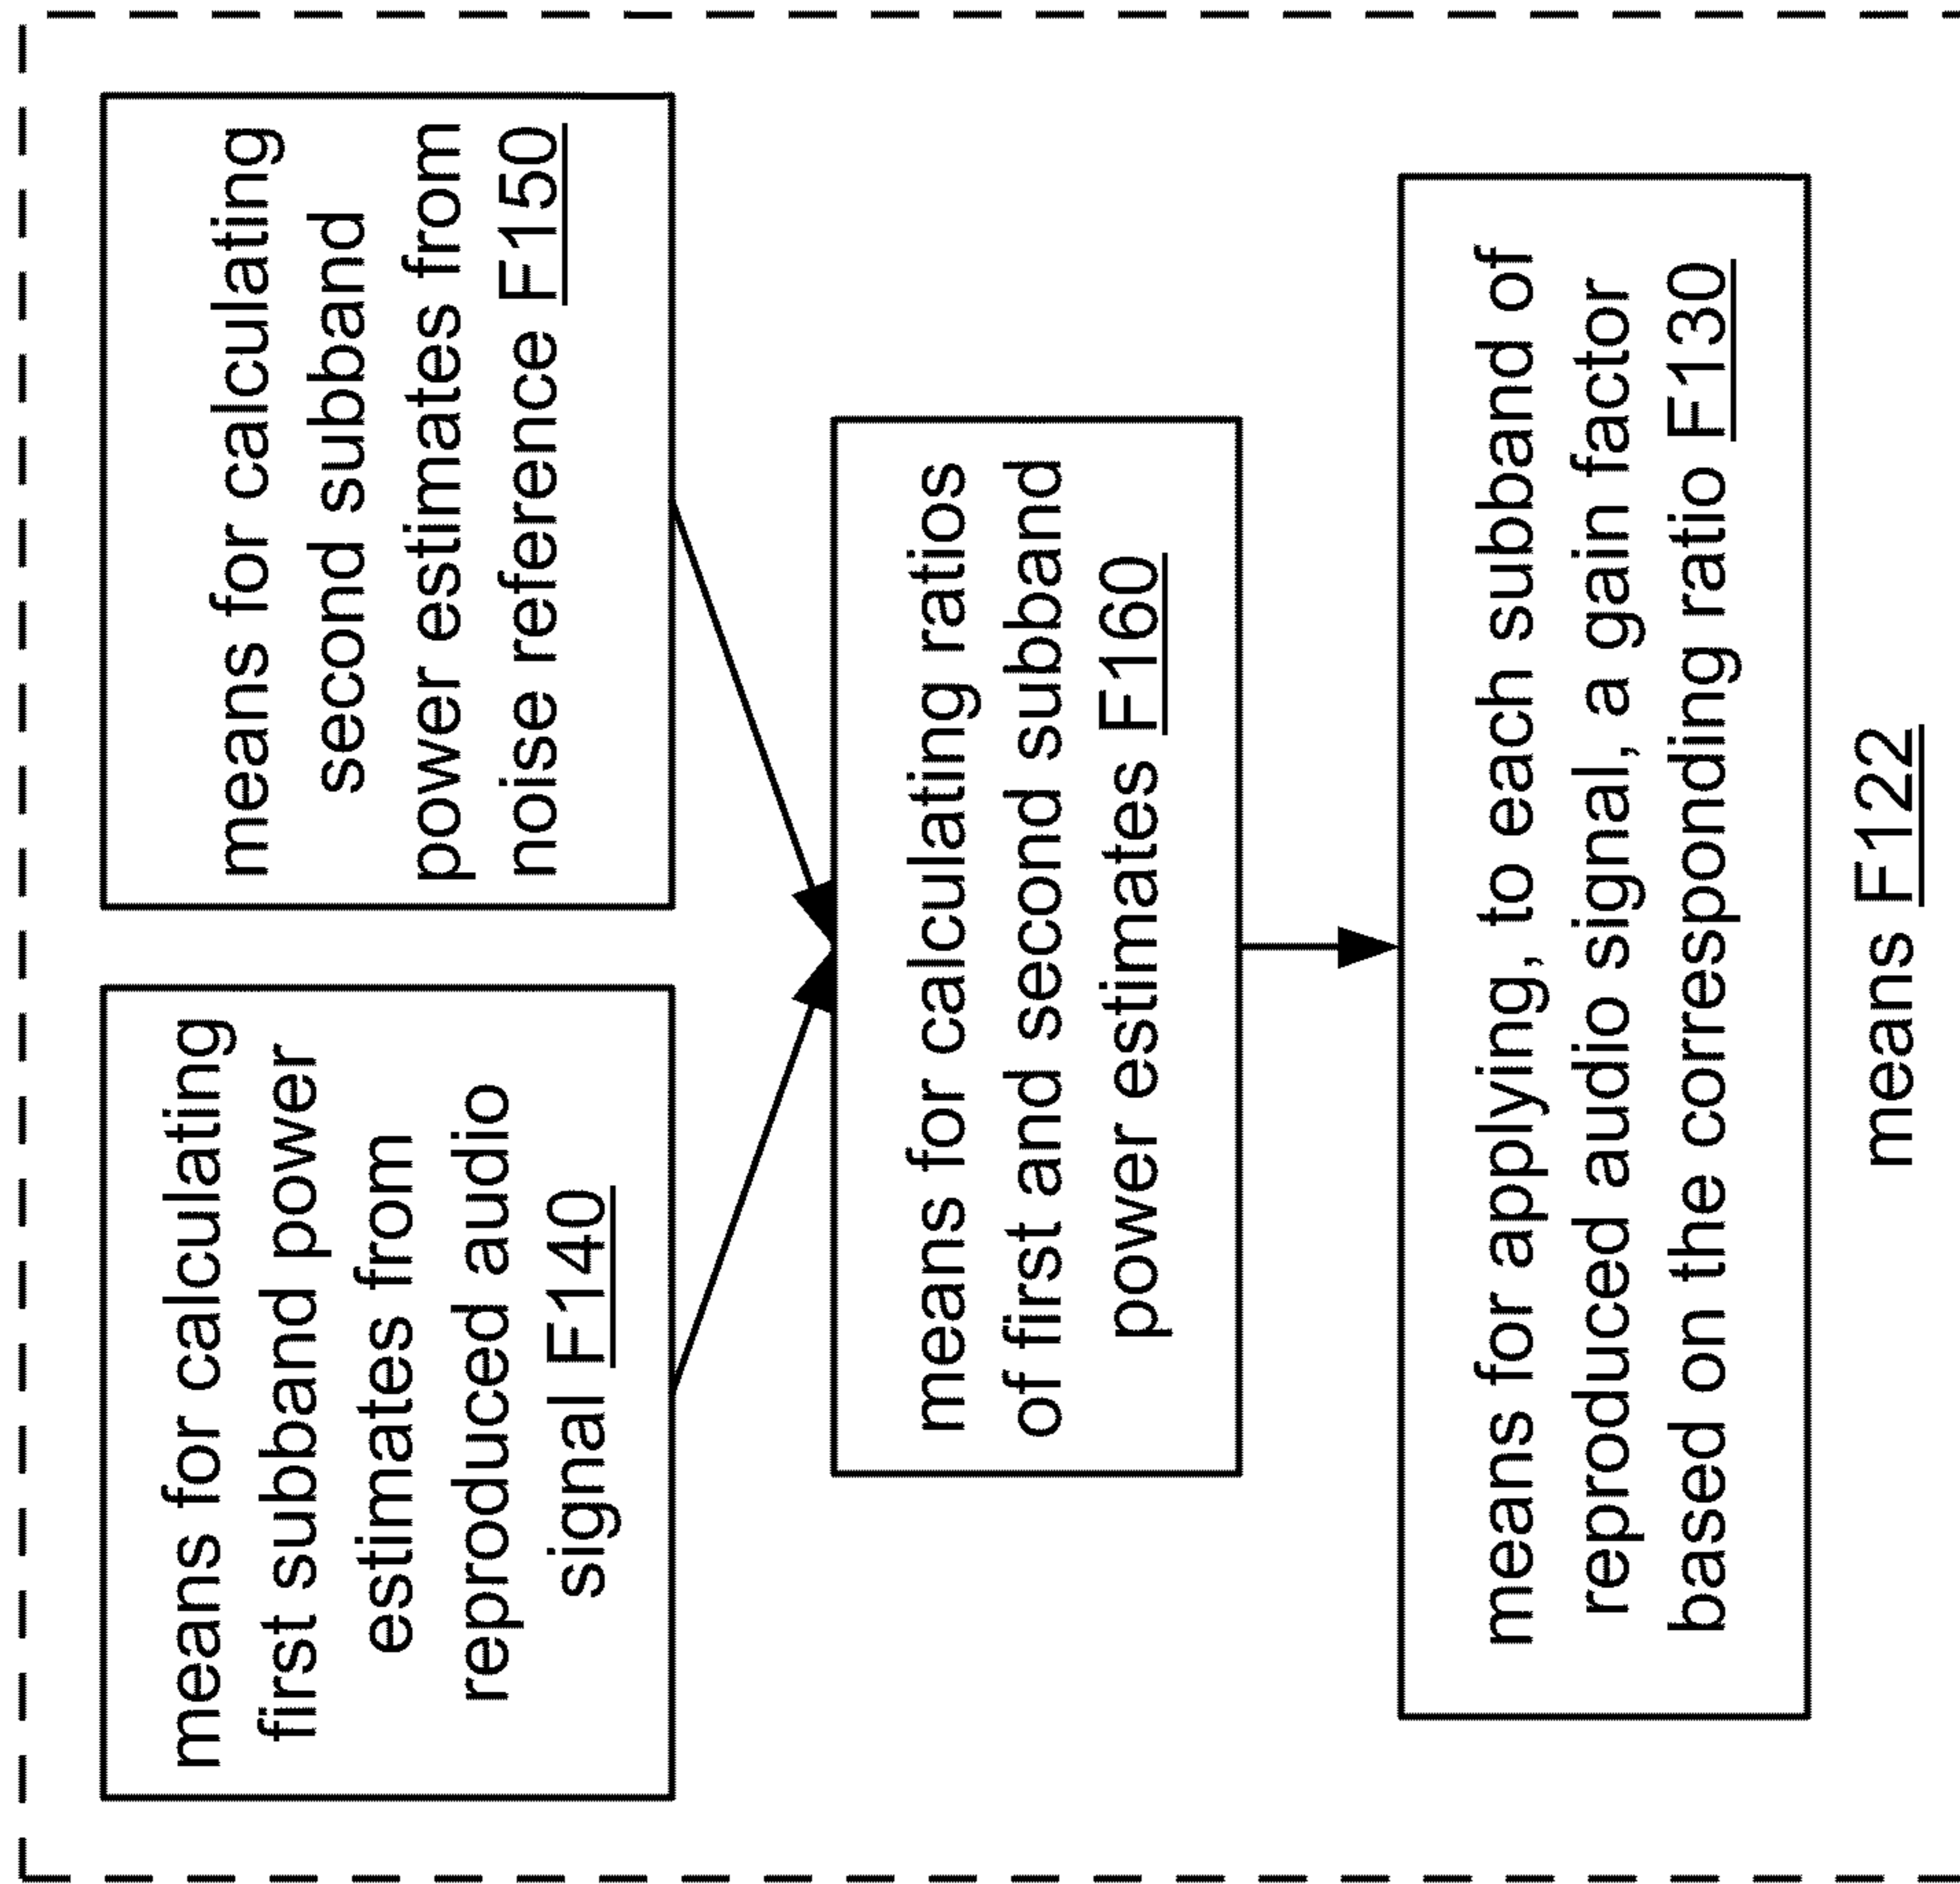 means for calculating
first subband power
estimates from
reproduced audio
signal F140
means for calculating
second subband
power estimates from
noise reference F150
means for calculating ratios
of first and second subband
power estimates F160
means for applying, to each subband of
reproduced audio signal, a gain factor
based on the corresponding ratio F130
means F122